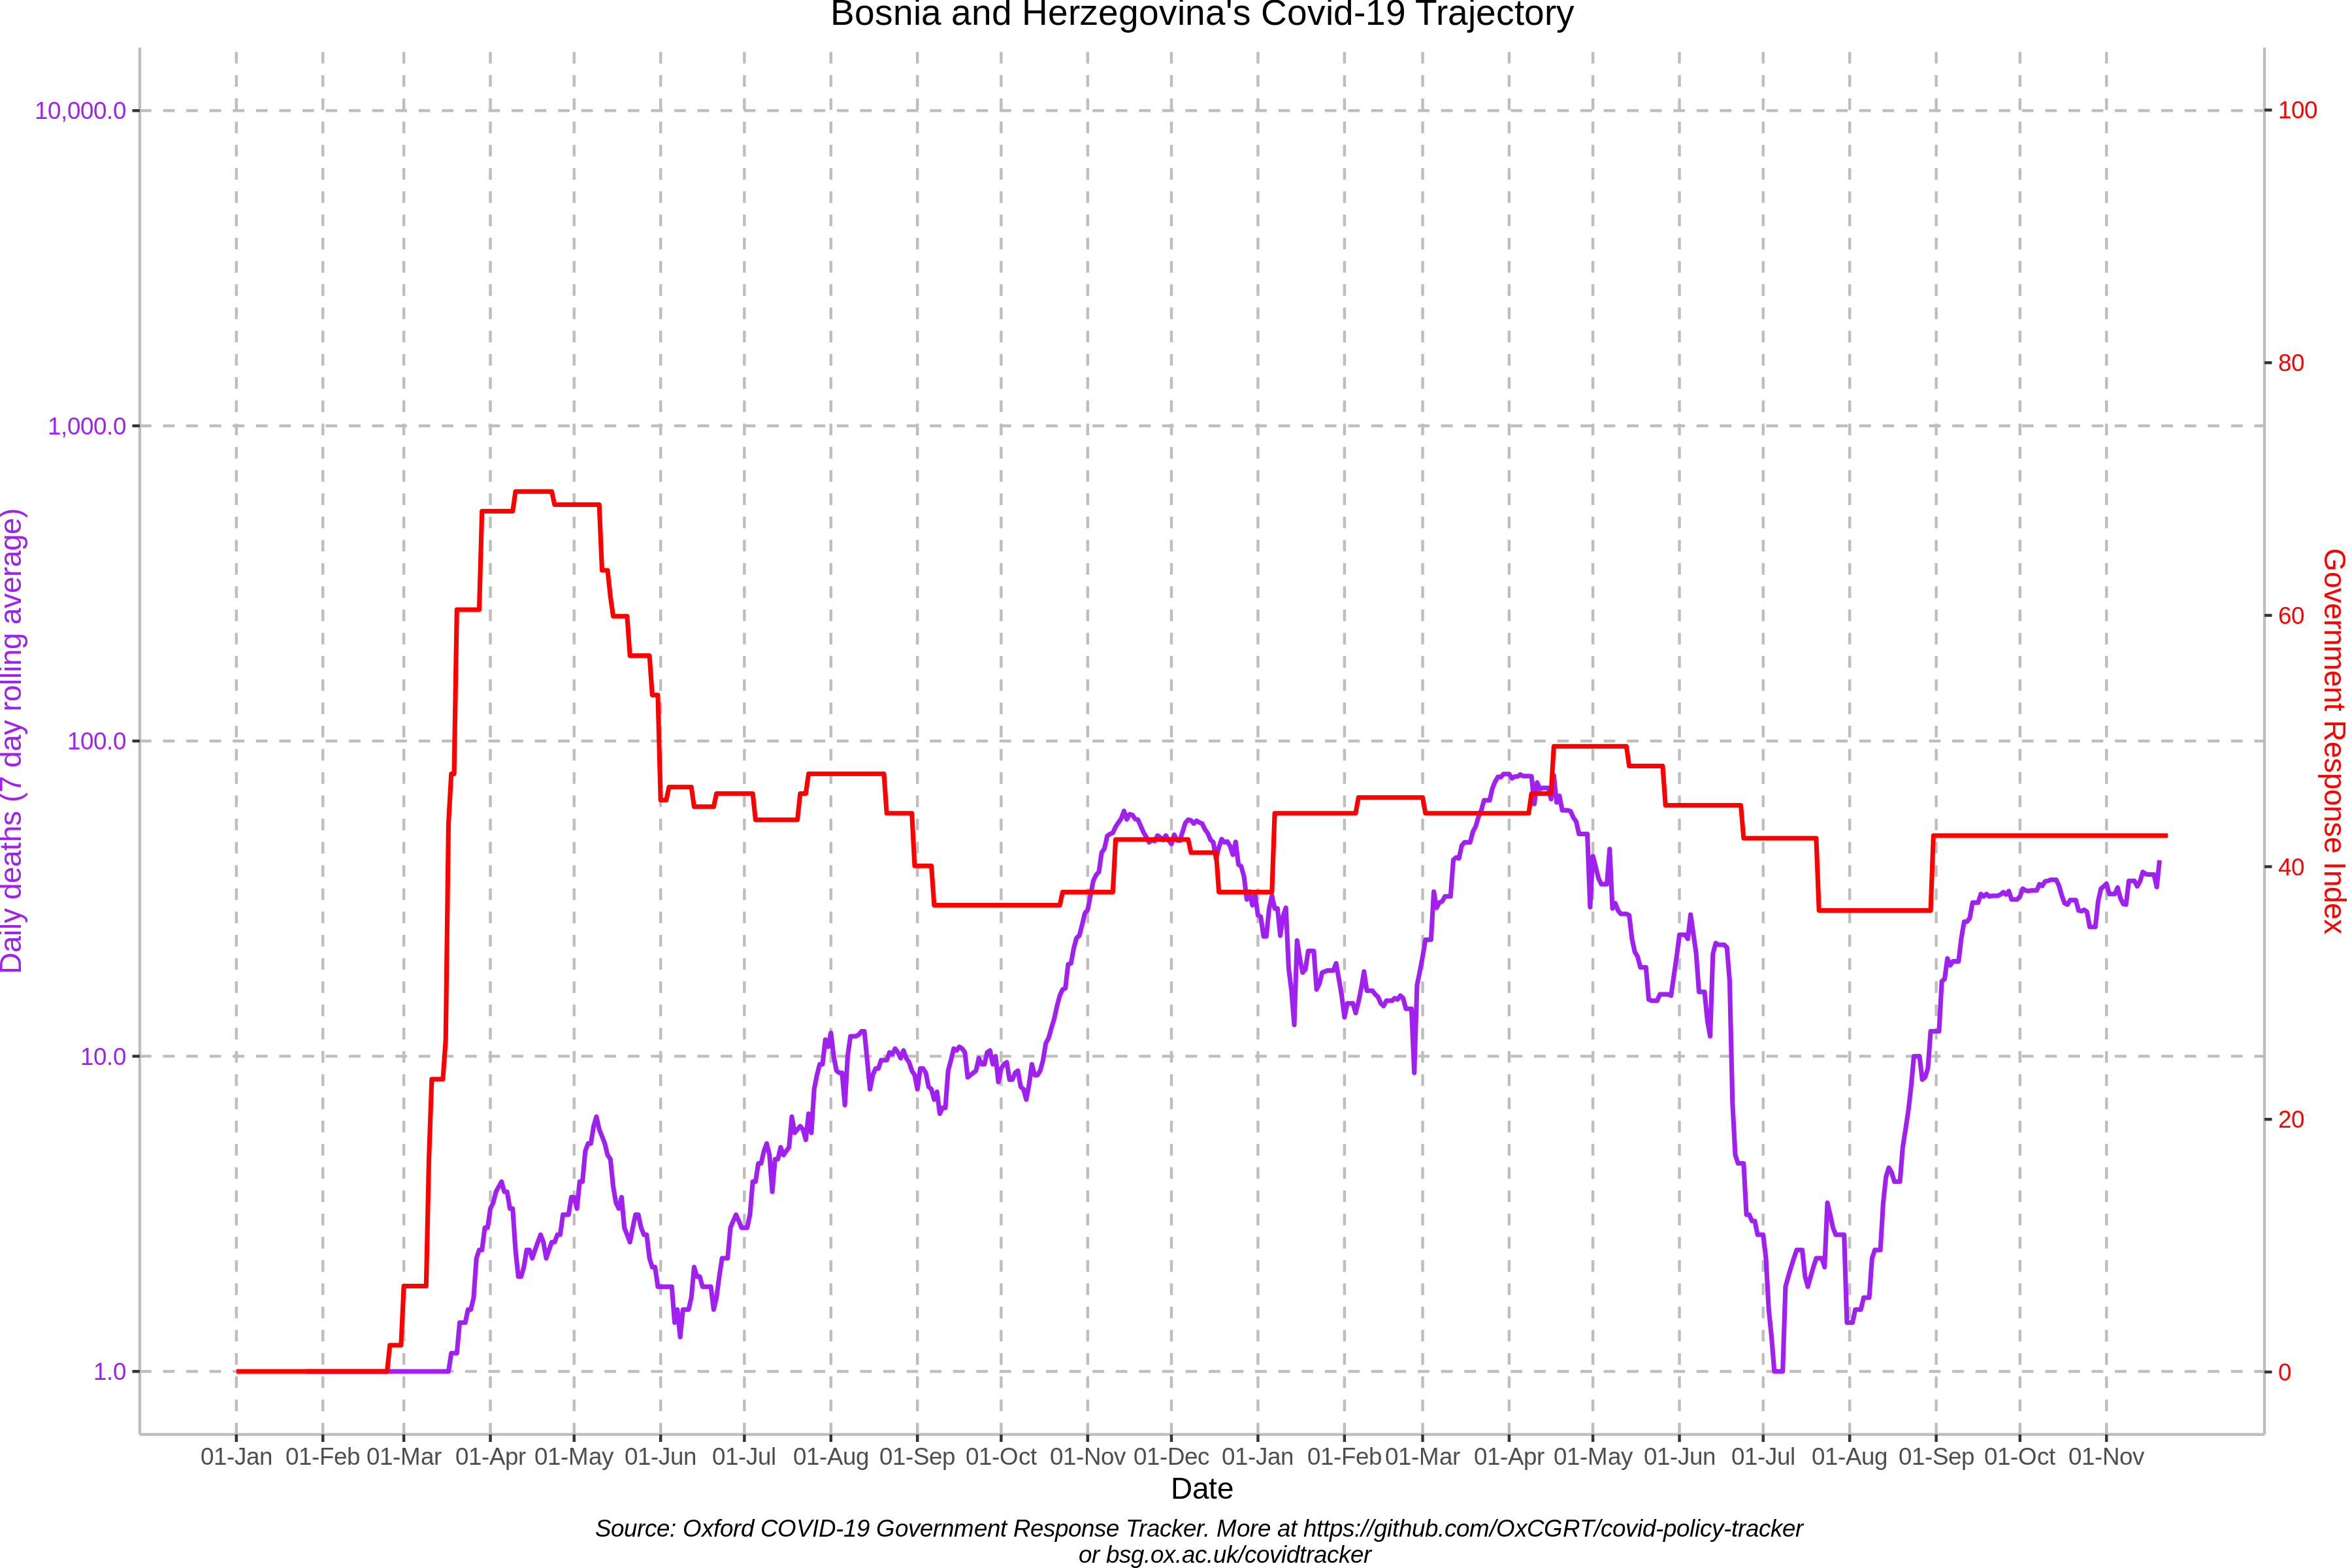 Bosnia and Herzegovina's Covid-19 Trajectory
10,000.0
1,000.0
100.0
10.0
1.0
Daily deaths (7 day rolling average)
100
80
60
40
20
0
Government Response Index
01-Jan 01-Feb 01-Mar 01-Apr 01-May 01-Jun 01-Jul 01-Aug 01-Sep 01-Oct 01-Nov 01-Dec 01-Jan 01-Feb 01-Mar 01-Apr 01-May 01-Jun 01-Jul 01-Aug 01-Sep 01-Oct 01-Nov
Date
Source: Oxford COVID-19 Government Response Tracker. More at https://github.com/OxCGRT/covid-policy-tracker
or bsg.ox.ac.uk/covidtracker